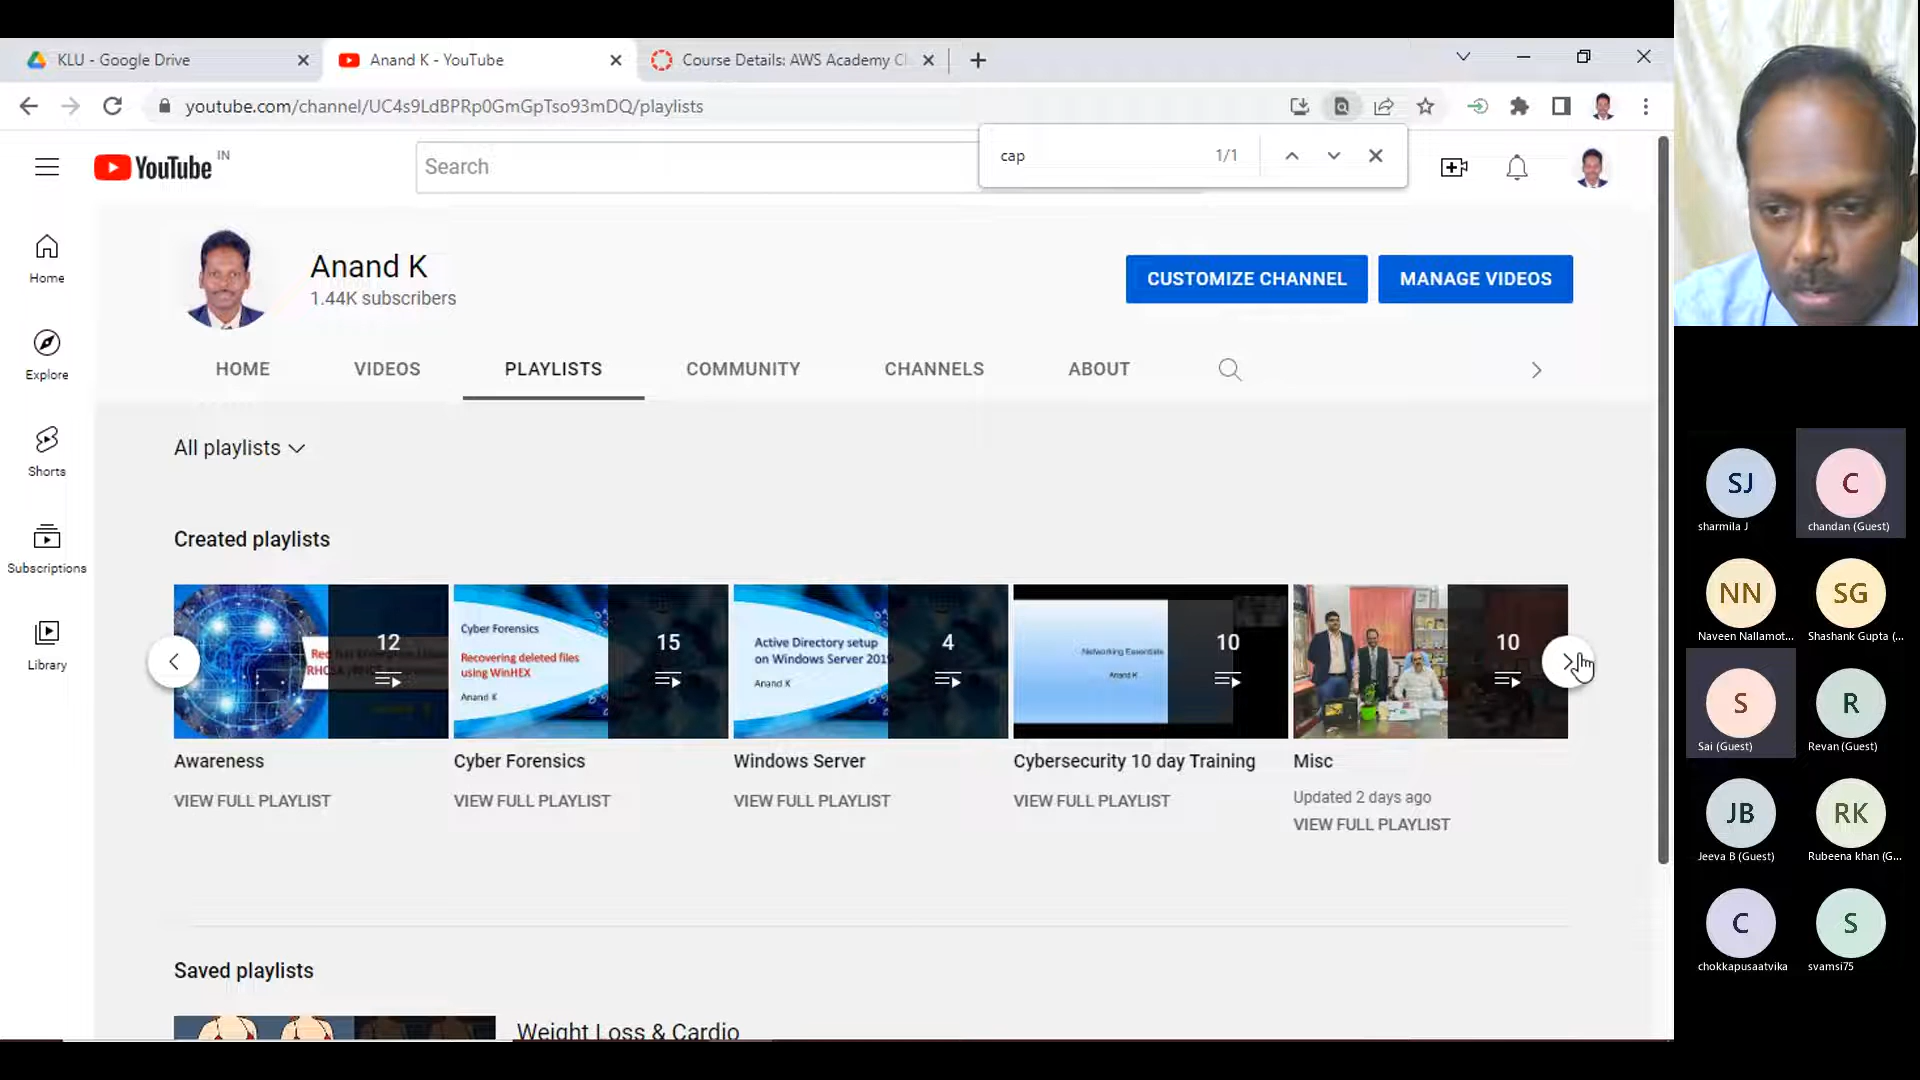 KLU - Google Drive
Anand K - YouTube
Course Details: AWS Academy Cl
youtube.com/channel/UC4s9LdBPRp0GmGpTso93mDQ/playlists
cap
1/1
YouTube
IN
Search
Home
Explore
Shorts
Subscriptions
Library
Anand K
1.44K subscribers
CUSTOMIZE CHANNEL
MANAGE VIDEOS
HOME
VIDEOS
PLAYLISTS
COMMUNITY
CHANNELS
ABOUT
All playlists
Created playlists
12
Cyber Forensics
Recovering deleted files
using WinHEX
Anand K
15
Active Directory setup
on Windows Server 2019
Anand K
4
Networking Essentials
Anand K
10
10
Awareness
VIEW FULL PLAYLIST
Cyber Forensics
VIEW FULL PLAYLIST
Windows Server
VIEW FULL PLAYLIST
Cybersecurity 10 day Training
VIEW FULL PLAYLIST
Misc
Updated 2 days ago
VIEW FULL PLAYLIST
Saved playlists
Weight Loss & Cardio
SJ
sharmila J
C
chandan (Guest)
NN
Naveen Nallamot...
SG
Shashank Gupta (...
S
Sai (Guest)
R
Revan (Guest)
JB
Jeeva B (Guest)
RK
Rubeena khan (G...
C
chokkapusaatvika
S
svamsi75